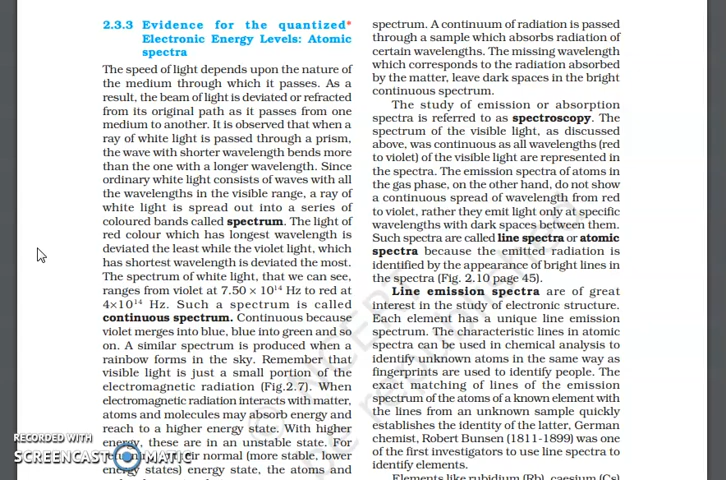 2.3.3 Evidence for the quantized*
Electronic Energy Levels: Atomic
spectra
The speed of light depends upon the nature of
the medium through which it passes. As a
result, the beam of light is deviated or refracted
from its original path as it passes from one
medium to another. It is observed that when a
ray of white light is passed through a prism,
the wave with shorter wavelength bends more
than the one with a longer wavelength. Since
ordinary white light consists of waves with all
the wavelengths in the visible range, a ray of
white light is spread out into a series of
coloured bands called spectrum. The light of
red colour which has longest wavelength is
deviated the least while the violet light, which
has shortest wavelength is deviated the most.
The spectrum of white light, that we can see,
ranges from violet at 7.50 × 10¹⁴ Hz to red at
4×10¹⁴ Hz. Such a spectrum is called
continuous spectrum. Continuous because
violet merges into blue, blue into green and so
on. A similar spectrum is produced when a
rainbow forms in the sky. Remember that
visible light is just a small portion of the
electromagnetic radiation (Fig.2.7). When
electromagnetic radiation interacts with matter,
atoms and molecules may absorb energy and
reach to a higher energy state. With higher
energy, these are in an unstable state. For
their normal (more stable, lower
energy states) energy state, the atoms and
spectrum. A continuum of radiation is passed
through a sample which absorbs radiation of
certain wavelengths. The missing wavelength
which corresponds to the radiation absorbed
by the matter, leave dark spaces in the bright
continuous spectrum.
The study of emission or absorption
spectra is referred to as spectroscopy. The
spectrum of the visible light, as discussed
above, was continuous as all wavelengths (red
to violet) of the visible light are represented in
the spectra. The emission spectra of atoms in
the gas phase, on the other hand, do not show
a continuous spread of wavelength from red
to violet, rather they emit light only at specific
wavelengths with dark spaces between them.
Such spectra are called line spectra or atomic
spectra because the emitted radiation is
identified by the appearance of bright lines in
the spectra (Fig. 2.10 page 45).
Line emission spectra are of great
interest in the study of electronic structure.
Each element has a unique line emission
spectrum. The characteristic lines in atomic
spectra can be used in chemical analysis to
identify unknown atoms in the same way as
fingerprints are used to identify people. The
exact matching of lines of the emission
spectrum of the atoms of a known element with
the lines from an unknown sample quickly
establishes the identity of the latter, German
chemist, Robert Bunsen (1811-1899) was one
of the first investigators to use line spectra to
identify elements.
Elements like rubidium (Rb), caesium (Cs)
© NCERT
be republished
RECORDED WITH
SCREENCAST MATIC